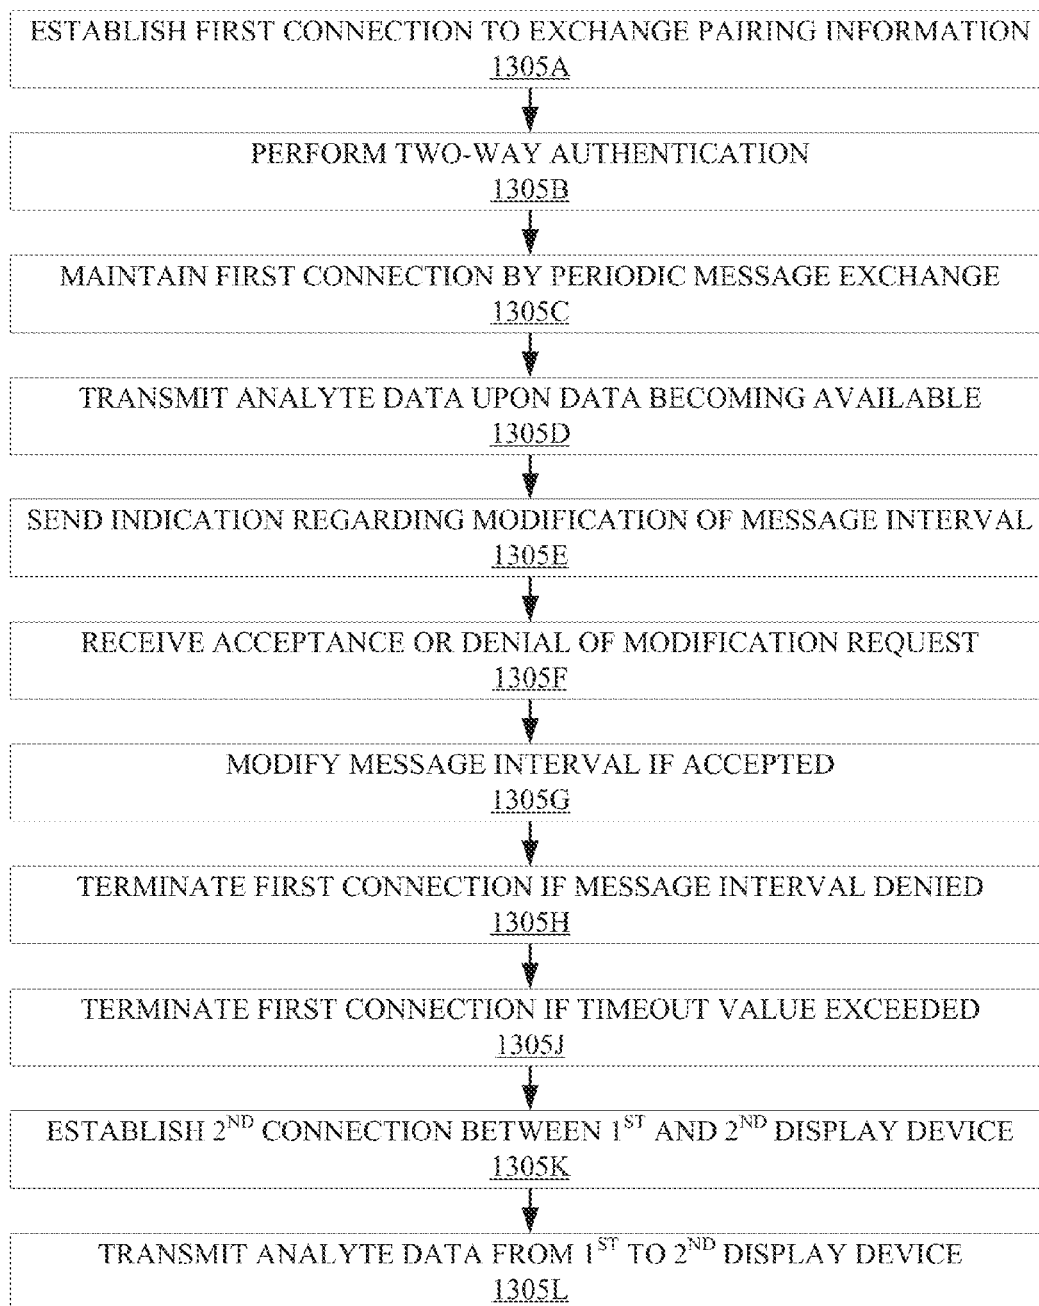 ESTABLISH FIRST CONNECTION TO EXCHANGE PAIRING INFORMATION
1305A
PERFORM TWO-WAY AUTHENTICATION
1305B
MAINTAIN FIRST CONNECTION BY PERIODIC MESSAGE EXCHANGE
1305C
TRANSMIT ANALYTE DATA UPON DATA BECOMING AVAILABLE
1305D
SEND INDICATION REGARDING MODIFICATION OF MESSAGE INTERVAL
1305E
RECEIVE ACCEPTANCE OR DENIAL OF MODIFICATION REQUEST
1305F
MODIFY MESSAGE INTERVAL IF ACCEPTED
1305G
TERMINATE FIRST CONNECTION IF MESSAGE INTERVAL DENIED
1305H
TERMINATE FIRST CONNECTION IF TIMEOUT VALUE EXCEEDED
1305J
ESTABLISH 2ND CONNECTION BETWEEN 1ST AND 2ND DISPLAY DEVICE
1305K
TRANSMIT ANALYTE DATA FROM 1ST TO 2ND DISPLAY DEVICE
1305L